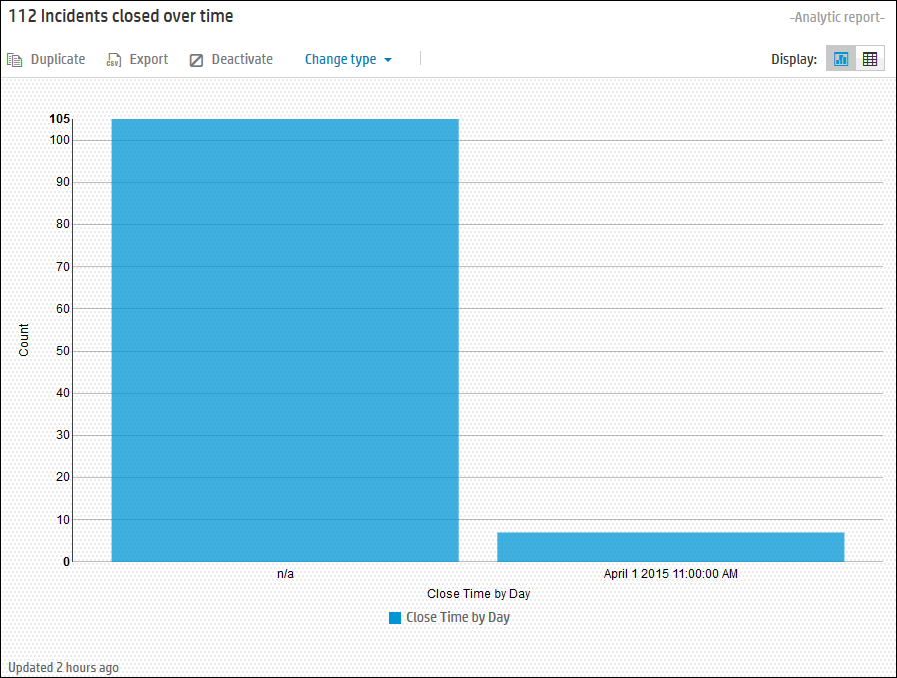 112 Incidents closed over time
-Analytic report-
Duplicate
CSV Export
Deactivate
Change type
Display:
105
100
90
80
70
60
50
40
30
20
10
0
Count
n/a
April 1 2015 11:00:00 AM
Close Time by Day
Close Time by Day
Updated 2 hours ago